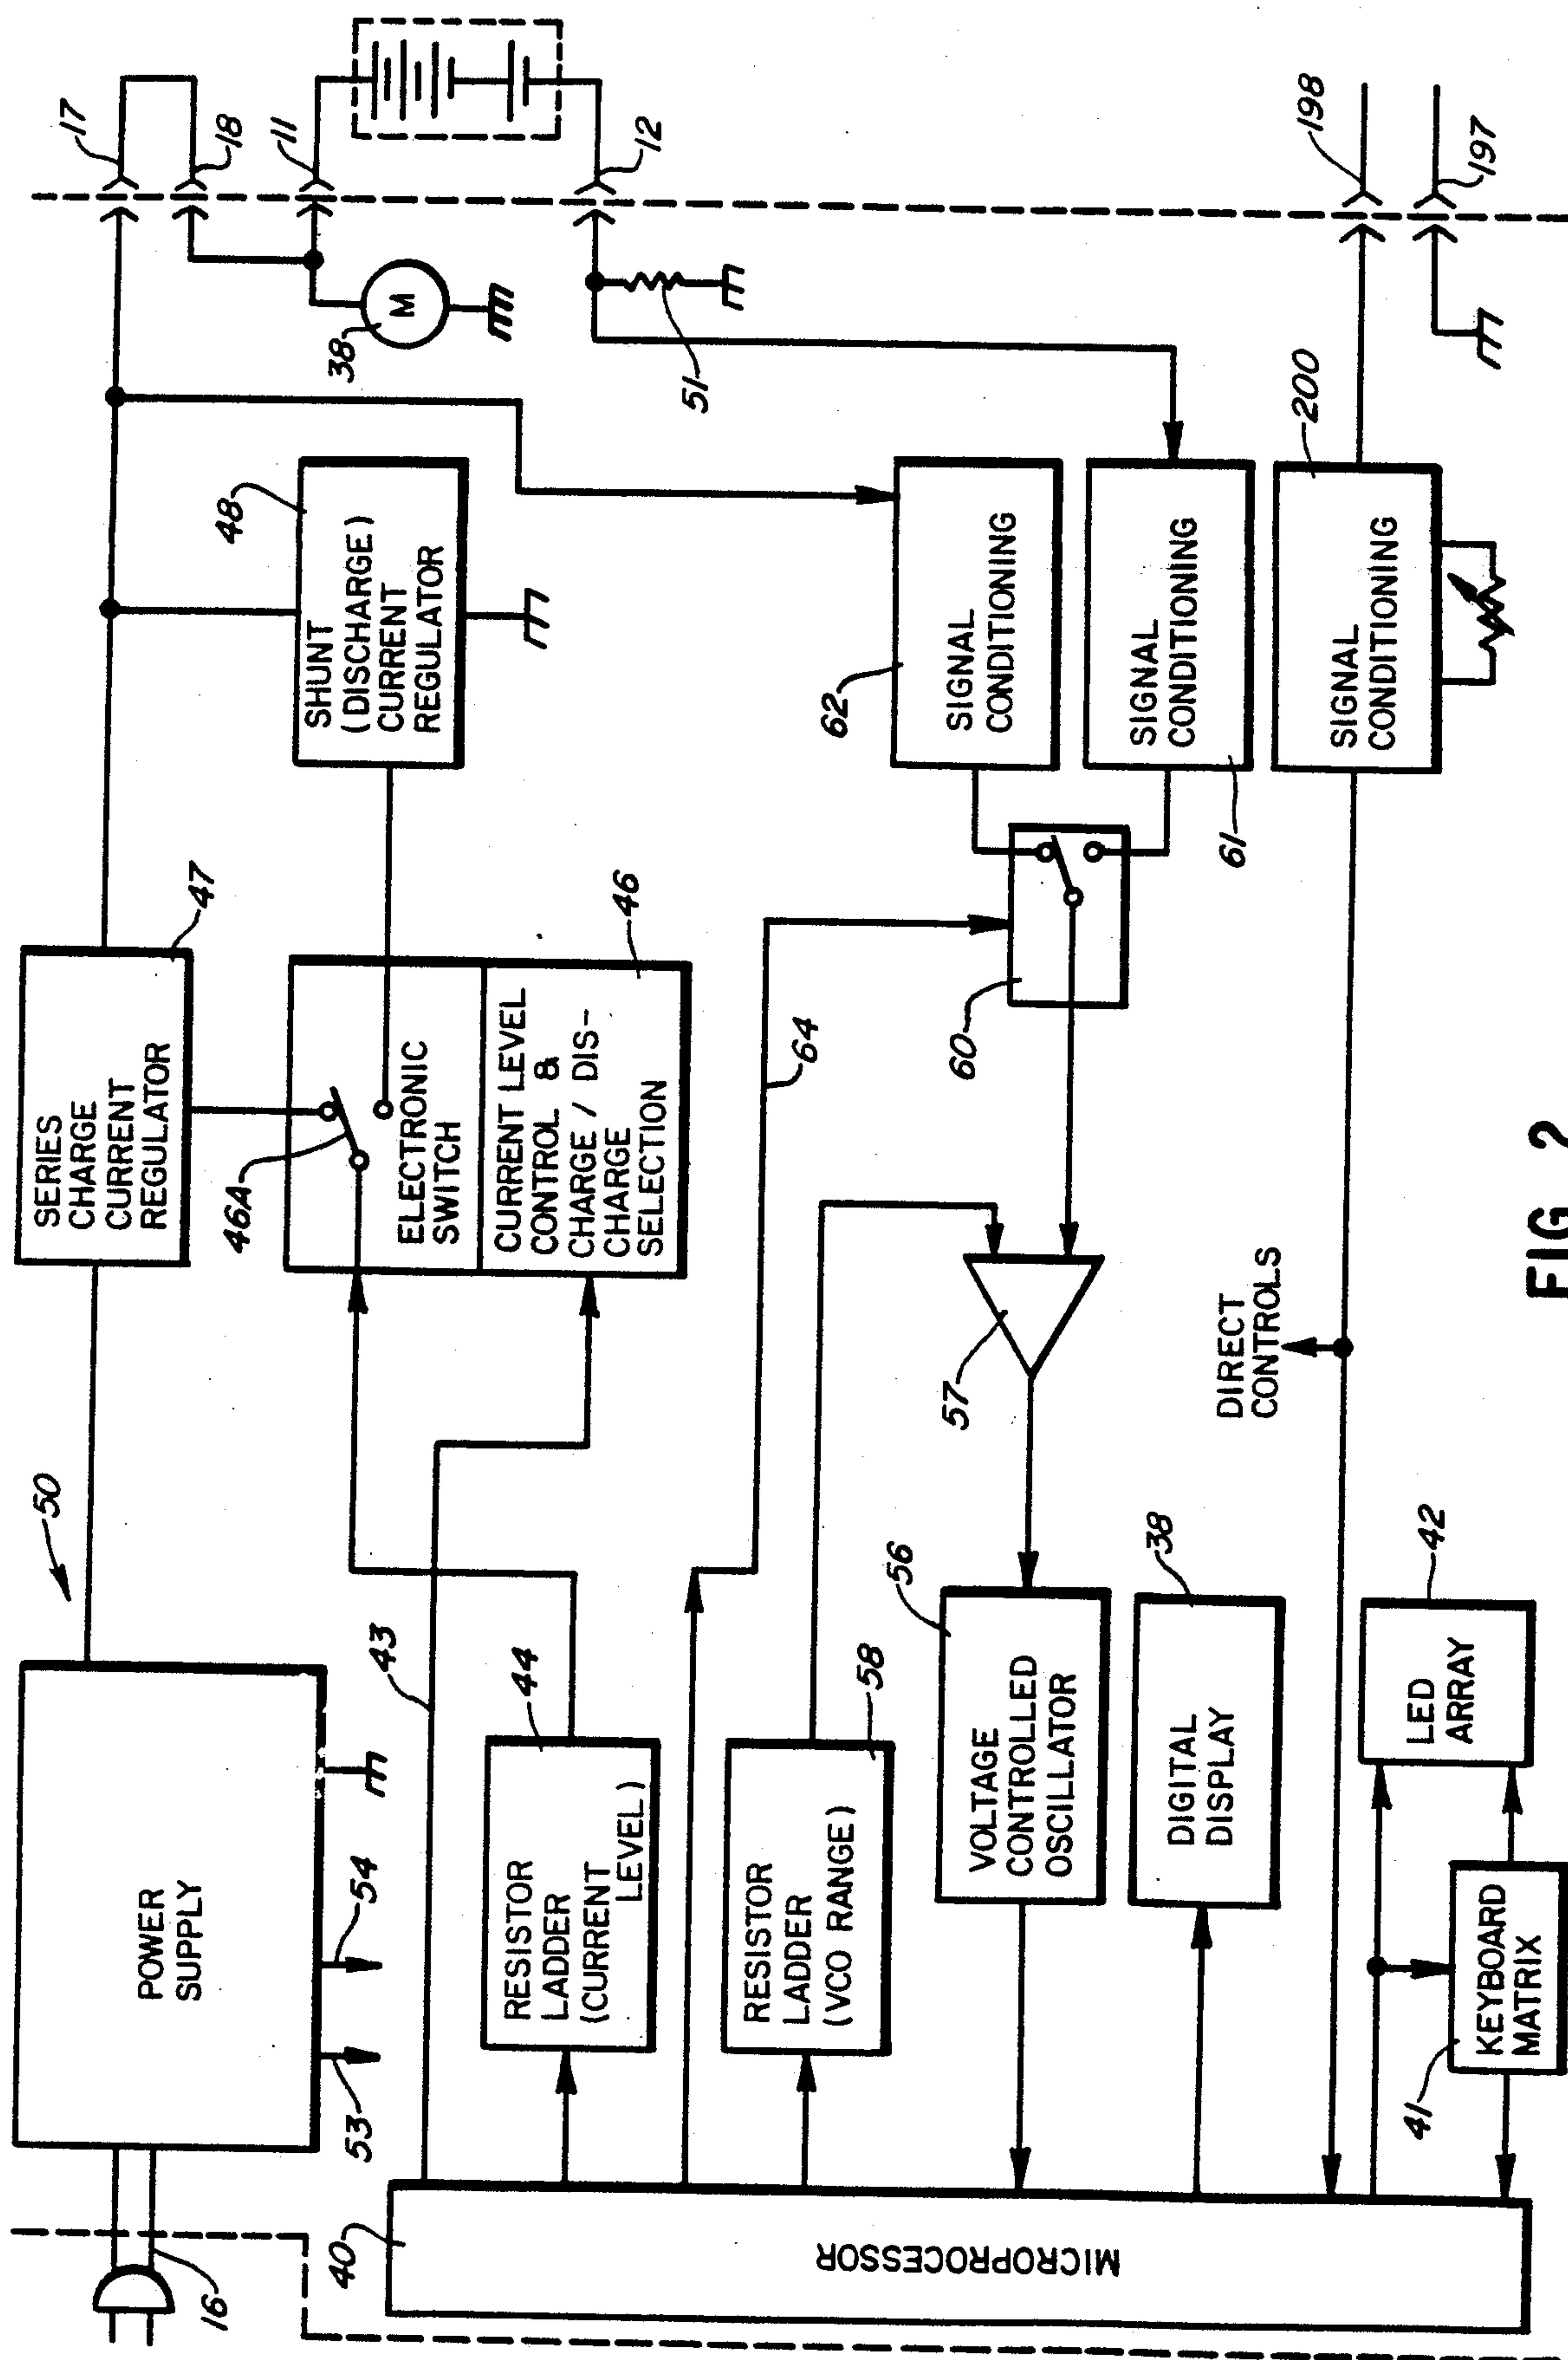 50
POWER
SUPPLY
16
53
54
SERIES
CHARGE
CURRENT
REGULATOR
47
17
18
11
12
SHUNT
(DISCHARGE)
CURRENT
REGULATOR
48
M
38
51
46A
ELECTRONIC
SWITCH
CURRENT LEVEL
CONTROL &
CHARGE / DIS-
CHARGE
SELECTION
46
43
40
MICROPROCESSOR
RESISTOR
LADDER
(CURRENT
LEVEL)
44
64
RESISTOR
LADDER
(VCO RANGE)
58
62
SIGNAL
CONDITIONING
60
57
SIGNAL
CONDITIONING
61
VOLTAGE
CONTROLLED
OSCILLATOR
56
DIGITAL
DISPLAY
38
DIRECT
CONTROLS
SIGNAL
CONDITIONING
200
198
197
LED
ARRAY
42
KEYBOARD
MATRIX
41
FIG 2